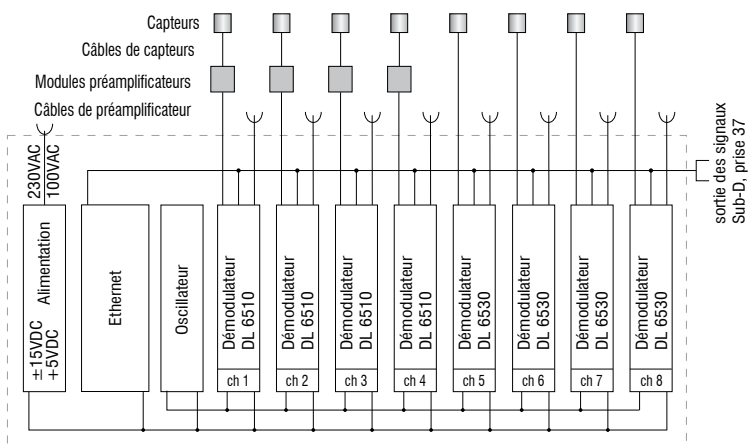 Capteurs
Câbles de capteurs
Modules préamplificateurs
Câbles de préamplificateur
230VAC
100VAC
sortie des signaux
Sub-D, prise 37
Alimentation
±15VDC
+5VDC
Ethernet
Oscillateur
Démodulateur
DL 6510
ch 1
Démodulateur
DL 6510
ch 2
Démodulateur
DL 6510
ch 3
Démodulateur
DL 6510
ch 4
Démodulateur
DL 6530
ch 5
Démodulateur
DL 6530
ch 6
Démodulateur
DL 6530
ch 7
Démodulateur
DL 6530
ch 8